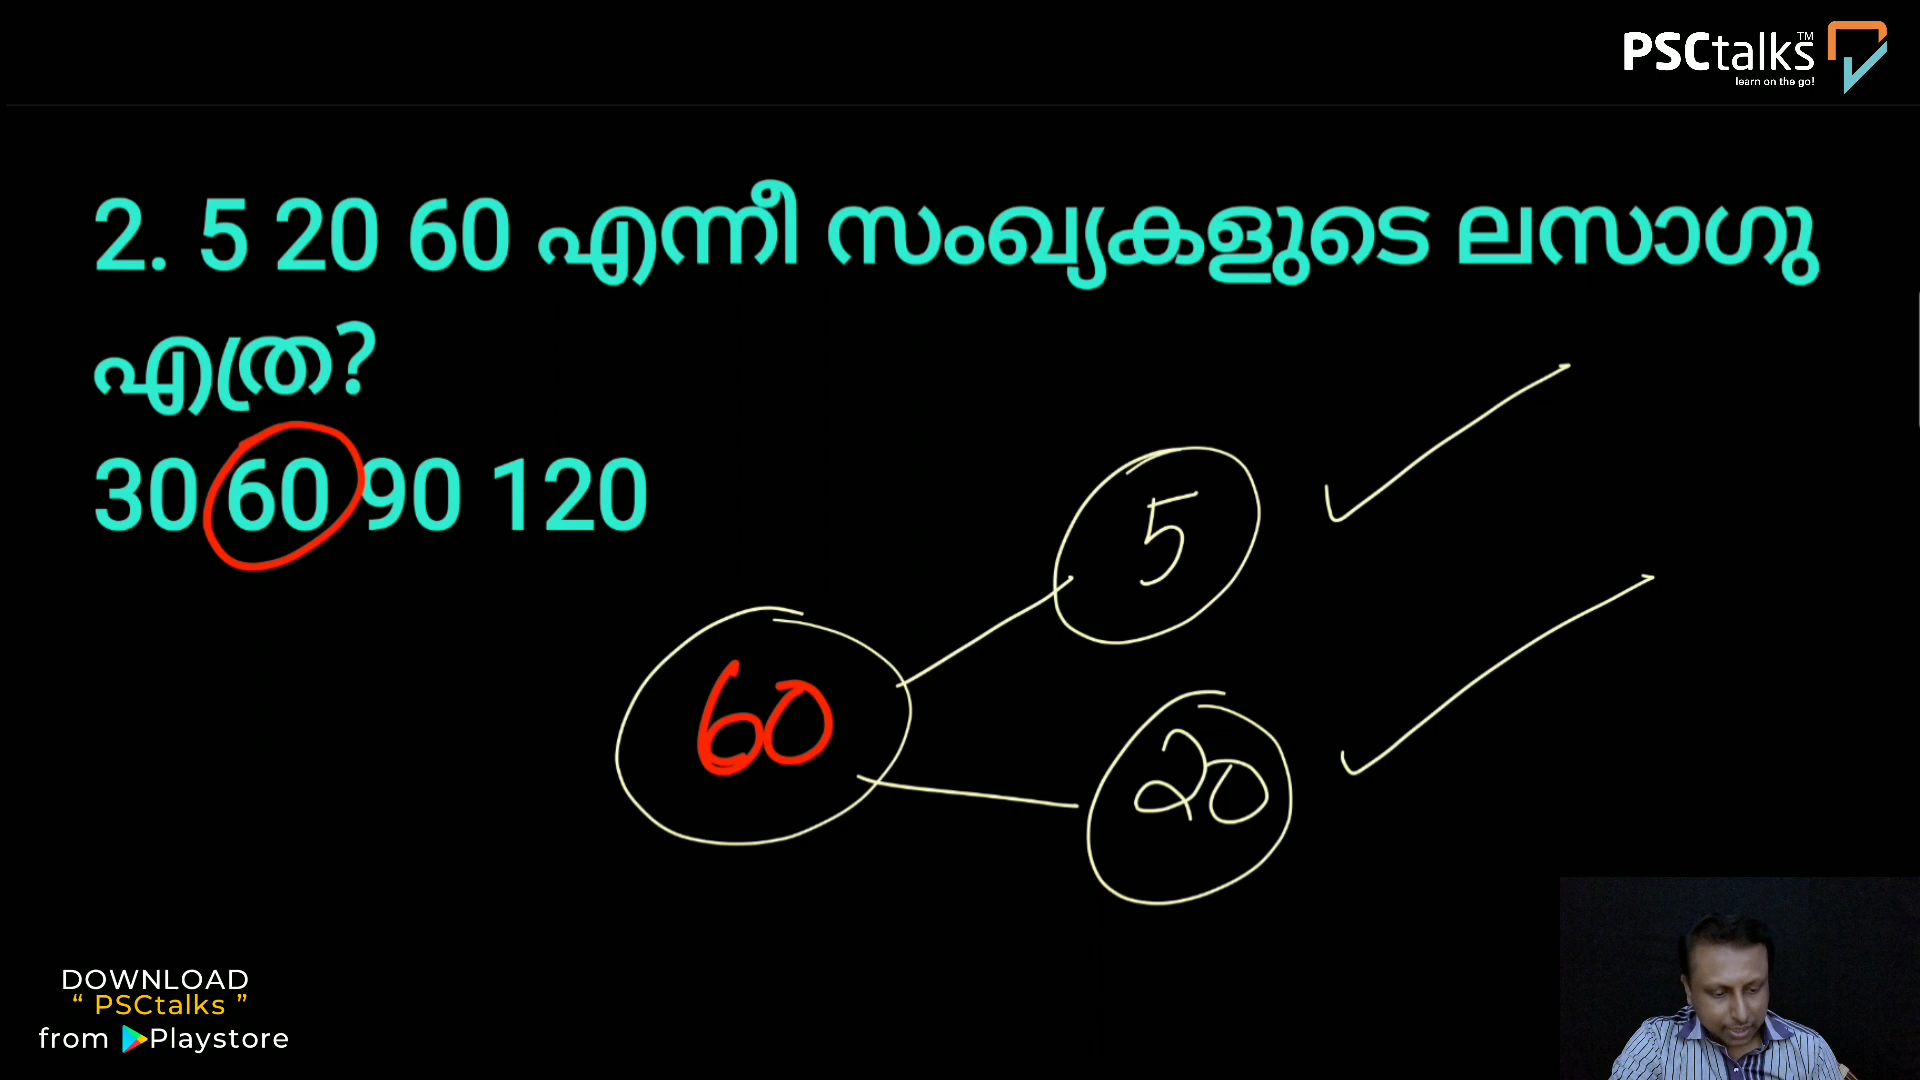 PSCtalks™
learn on the go!
2. 5 20 60 എന്നീ സംഖ്യകളുടെ ലസാഗു
എത്ര?
30 60 90 120
5
60
20
DOWNLOAD
“ PSCtalks ”
from Playstore